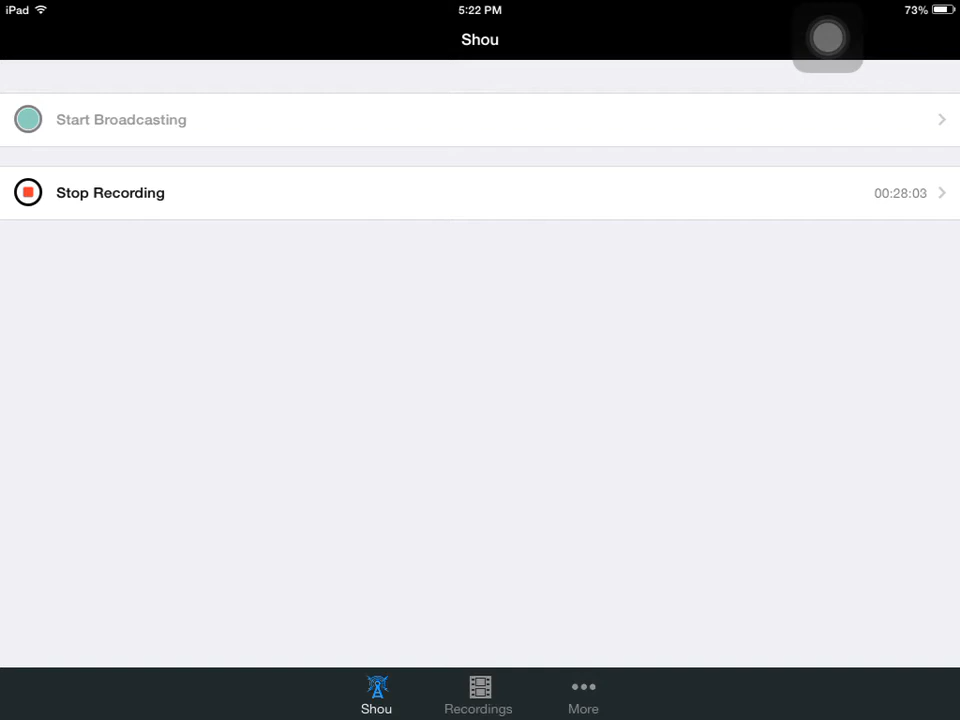 iPad 5:22 PM 73%
Shou
Start Broadcasting
Stop Recording 00:28:03
Shou Recordings More